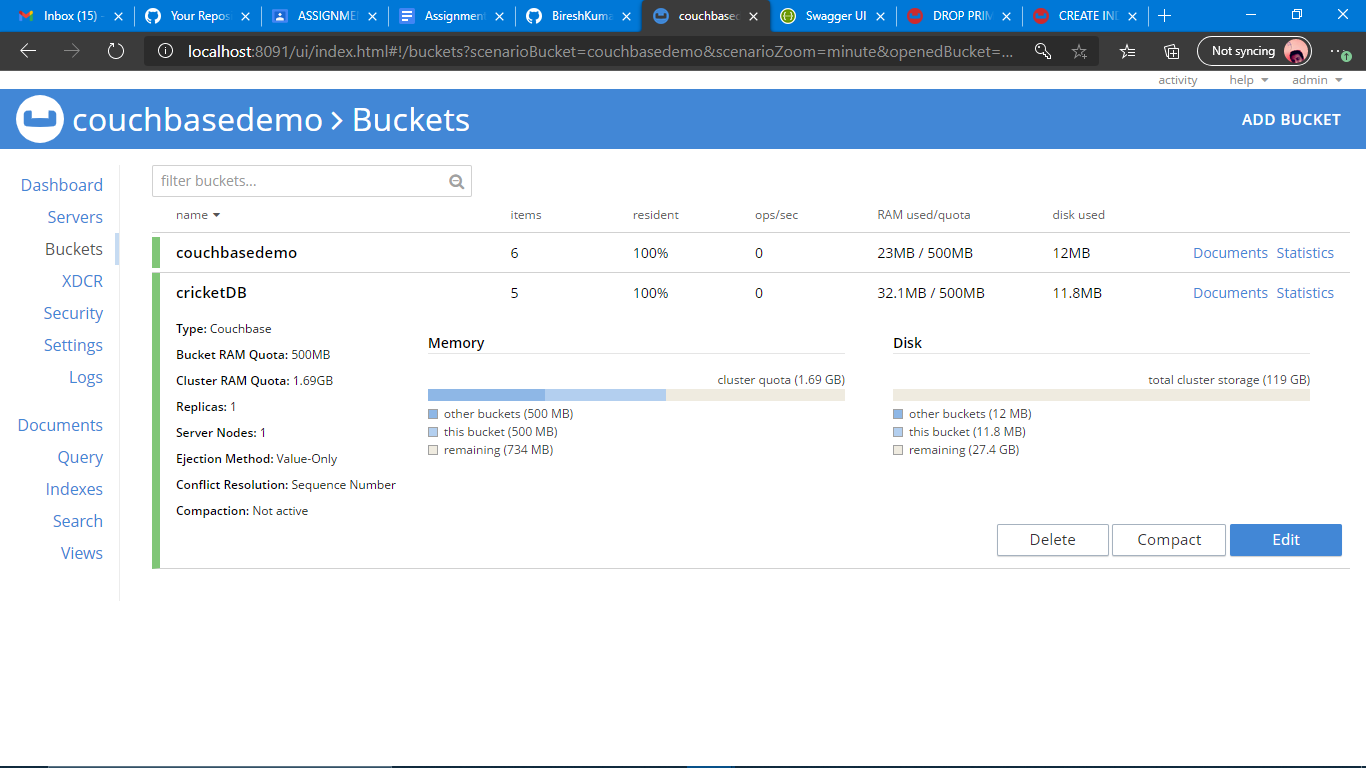 Inbox (15) -
Your Repos
ASSIGNME
Assignment
BireshKuma
couchbased
Swagger UI
DROP PRIM
CREATE IND
localhost:8091/ui/index.html#!/buckets?scenarioBucket=couchbasedemo&scenarioZoom=minute&openedBucket=...
Not syncing
activity help admin
couchbasedemo > Buckets
ADD BUCKET
Dashboard
Servers
Buckets
XDCR
Security
Settings
Logs
Documents
Query
Indexes
Search
Views
filter buckets...
name items resident ops/sec RAM used/quota disk used
couchbasedemo 6 100% 0 23MB / 500MB 12MB Documents Statistics
cricketDB 5 100% 0 32.1MB / 500MB 11.8MB Documents Statistics
Type: Couchbase
Bucket RAM Quota: 500MB
Cluster RAM Quota: 1.69GB
Replicas: 1
Server Nodes: 1
Ejection Method: Value-Only
Conflict Resolution: Sequence Number
Compaction: Not active
Memory
cluster quota (1.69 GB)
other buckets (500 MB)
this bucket (500 MB)
remaining (734 MB)
Disk
total cluster storage (119 GB)
other buckets (12 MB)
this bucket (11.8 MB)
remaining (27.4 GB)
Delete Compact Edit